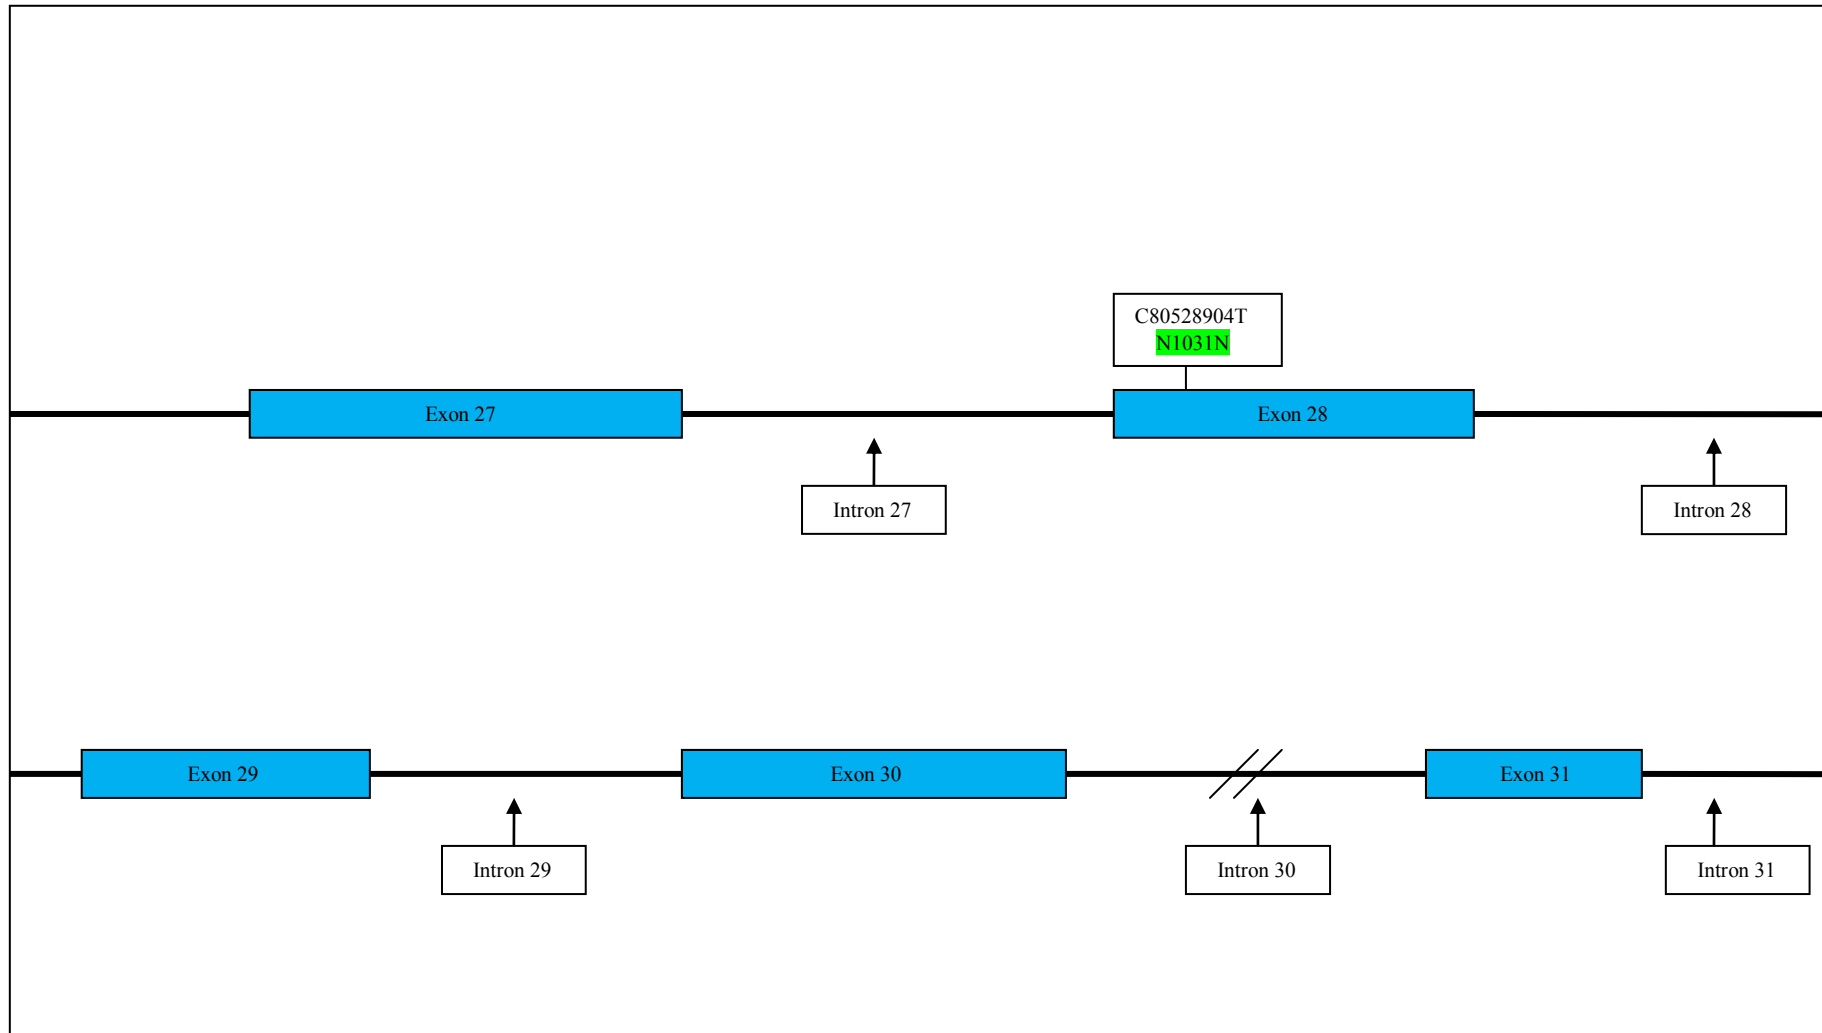 C80528904T
N1031N
Exon 27
Exon 28
Intron 27
Intron 28
Exon 29
Exon 30
Exon 31
Intron 29
Intron 30
Intron 31